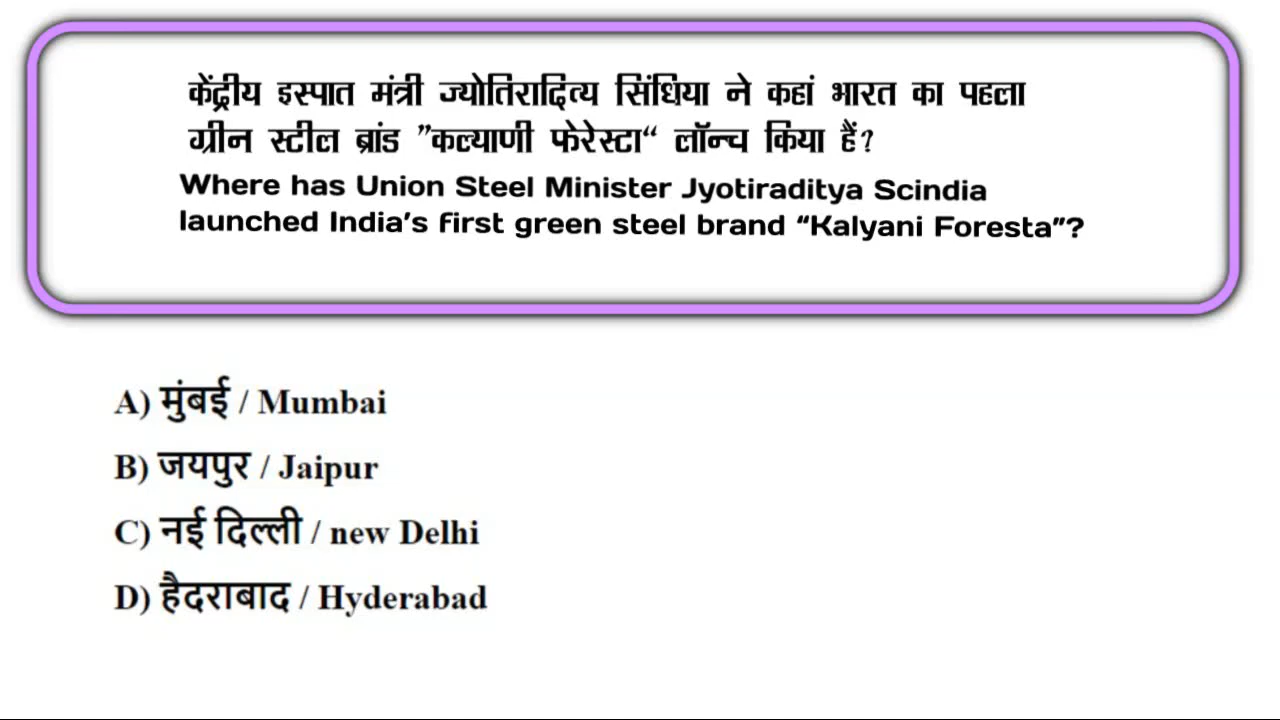 केंद्रीय इस्पात मंत्री ज्योतिरादित्य सिंधिया ने कहां भारत का पहला
ग्रीन स्टील ब्रांड ”कल्याणी फेरेस्टा“ लॉन्च किया हैं?
Where has Union Steel Minister Jyotiraditya Scindia
launched India’s first green steel brand “Kalyani Foresta”?
A) मुंबई / Mumbai
B) जयपुर / Jaipur
C) नई दिल्ली / new Delhi
D) हैदराबाद / Hyderabad